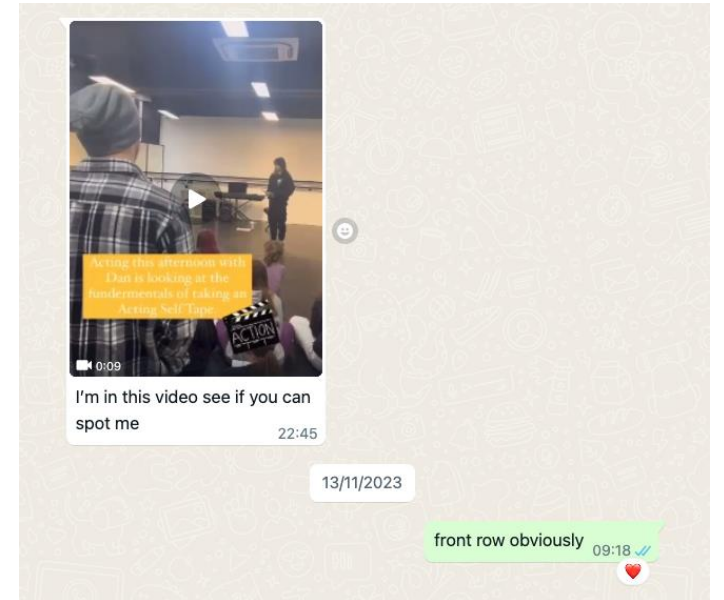 Acting this afternoon with
Dan is looking at the
fundermentals of taking an
Acting Self Tape
ACTION
0:09
I'm in this video see if you can
spot me
22:45
13/11/2023
front row obviously
09:18